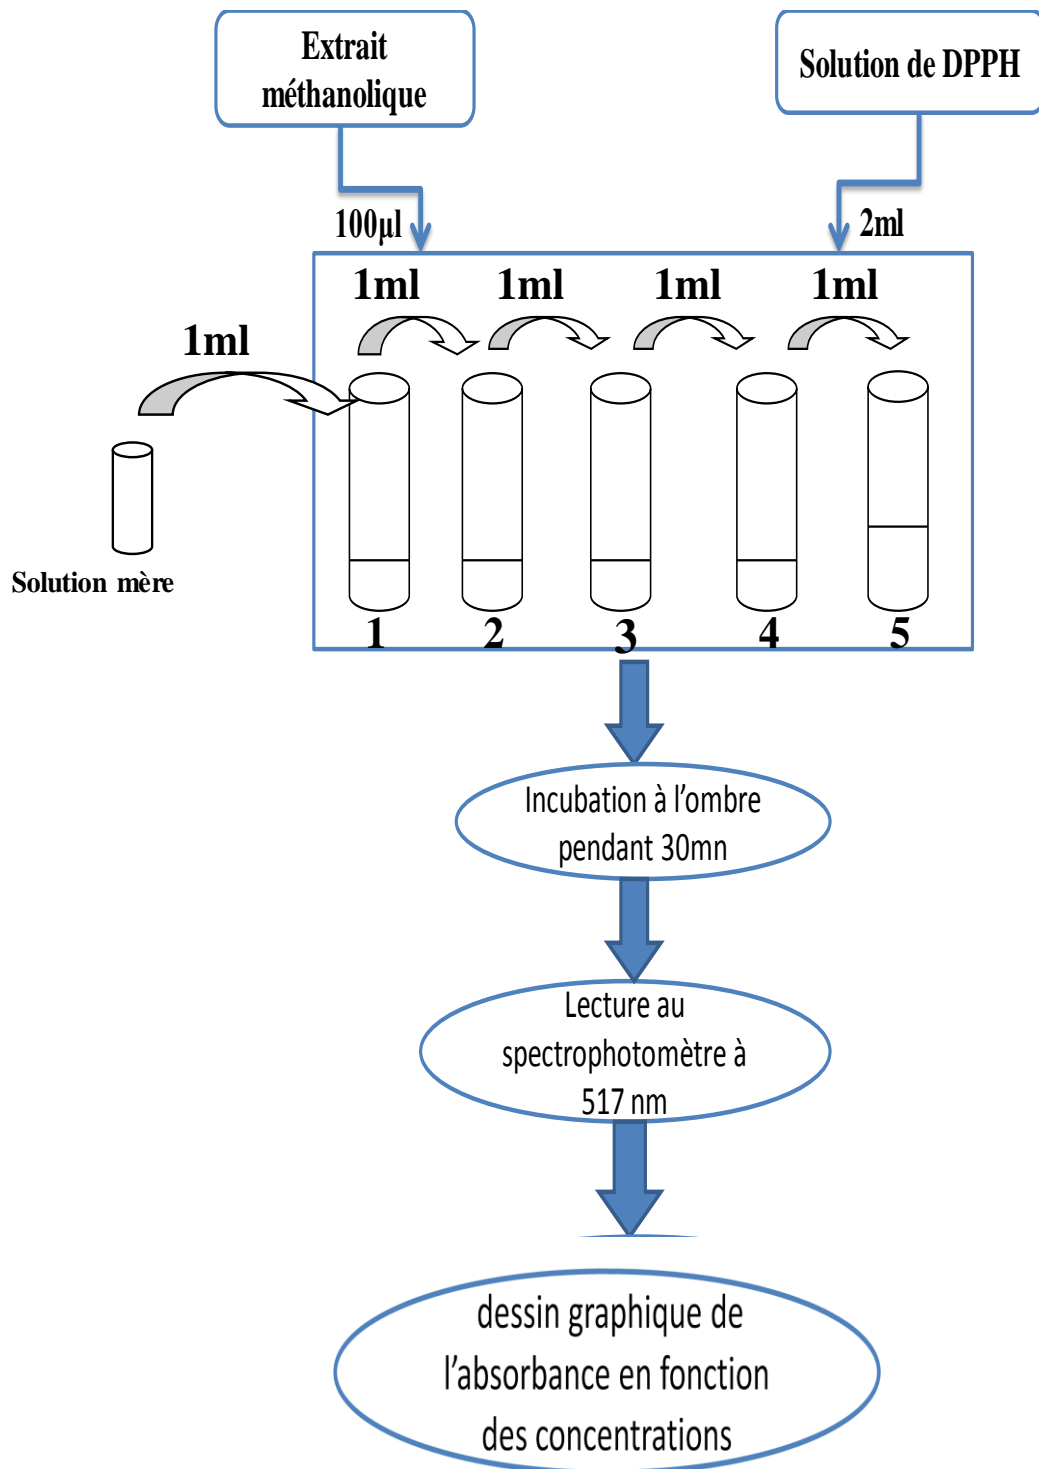 Extrait
méthanolique
Solution de DPPH
100µl
2ml
1ml
1ml
1ml
1ml
1ml
Solution mère
1
2
3
4
5
Incubation à l’ombre
pendant 30mn
Lecture au
spectrophotomètre à
517 nm
dessin graphique de
l’absorbance en fonction
des concentrations